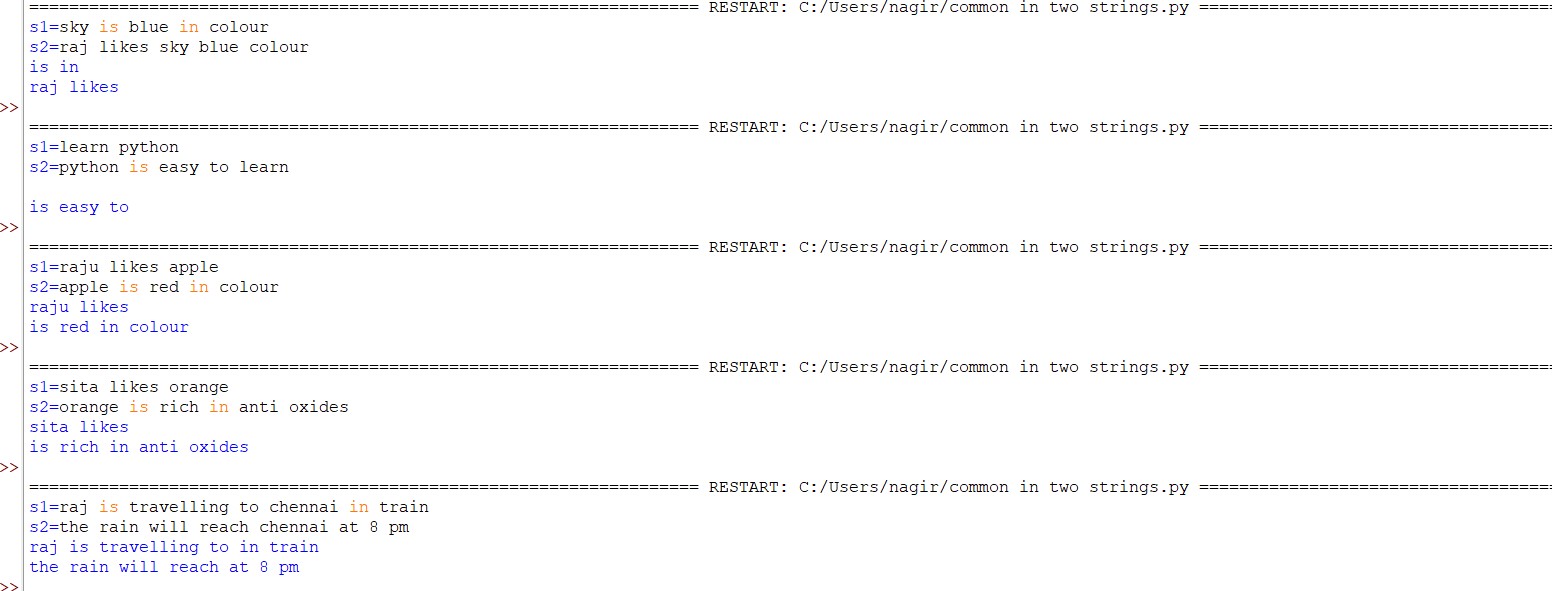 ======================================================================= RESTART: C:/Users/nagir/common in two strings.py ====================================
s1=sky is blue in colour
s2=raj likes sky blue colour
is in
raj likes
>>
======================================================================= RESTART: C:/Users/nagir/common in two strings.py ====================================
s1=learn python
s2=python is easy to learn

is easy to
>>
======================================================================= RESTART: C:/Users/nagir/common in two strings.py ====================================
s1=raju likes apple
s2=apple is red in colour
raju likes
is red in colour
>>
======================================================================= RESTART: C:/Users/nagir/common in two strings.py ====================================
s1=sita likes orange
s2=orange is rich in anti oxides
sita likes
is rich in anti oxides
>>
======================================================================= RESTART: C:/Users/nagir/common in two strings.py ====================================
s1=raj is travelling to chennai in train
s2=the rain will reach chennai at 8 pm
raj is travelling to in train
the rain will reach at 8 pm
>>